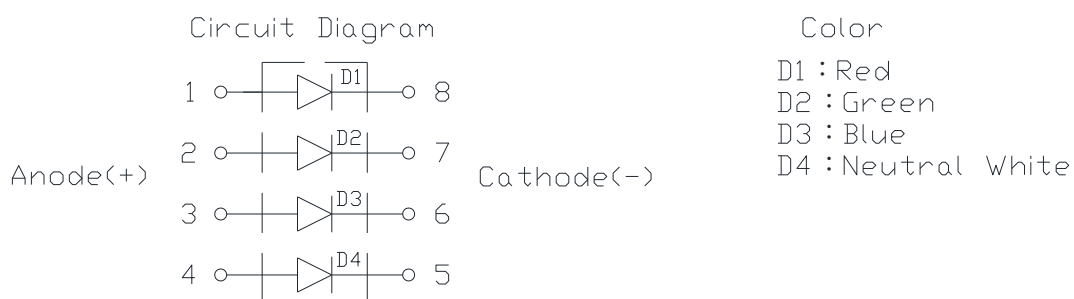 Circuit Diagram
1 D1 8
2 D2 7
Anode(+) Cathode(-)
3 D3 6
4 D4 5
Color
D1 : Red
D2 : Green
D3 : Blue
D4 : Neutral White